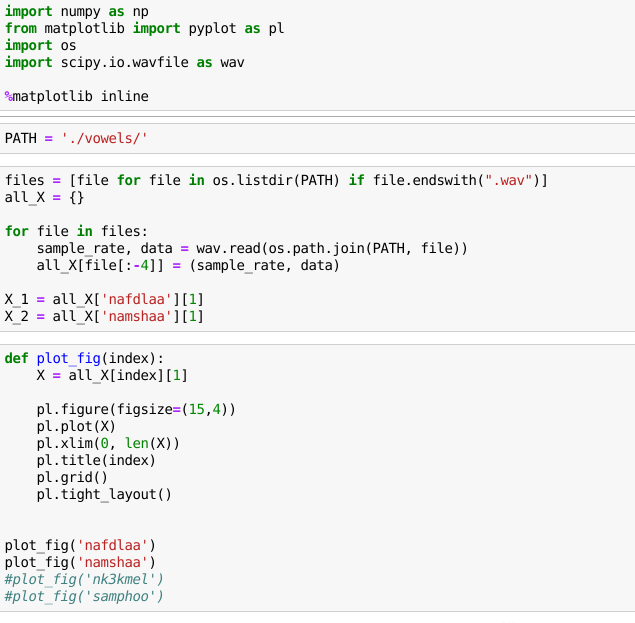 import numpy as np
from matplotlib import pyplot as pl
import os
import scipy.io.wavfile as wav

%matplotlib inline

PATH = './vowels/'

files = [file for file in os.listdir(PATH) if file.endswith(".wav")]
all_X = {}

for file in files:
    sample_rate, data = wav.read(os.path.join(PATH, file))
    all_X[file[:-4]] = (sample_rate, data)

X_1 = all_X['nafdlaa'][1]
X_2 = all_X['namshaa'][1]

def plot_fig(index):
    X = all_X[index][1]

    pl.figure(figsize=(15,4))
    pl.plot(X)
    pl.xlim(0, len(X))
    pl.title(index)
    pl.grid()
    pl.tight_layout()


plot_fig('nafdlaa')
plot_fig('namshaa')
#plot_fig('nk3kmel')
#plot_fig('samphoo')